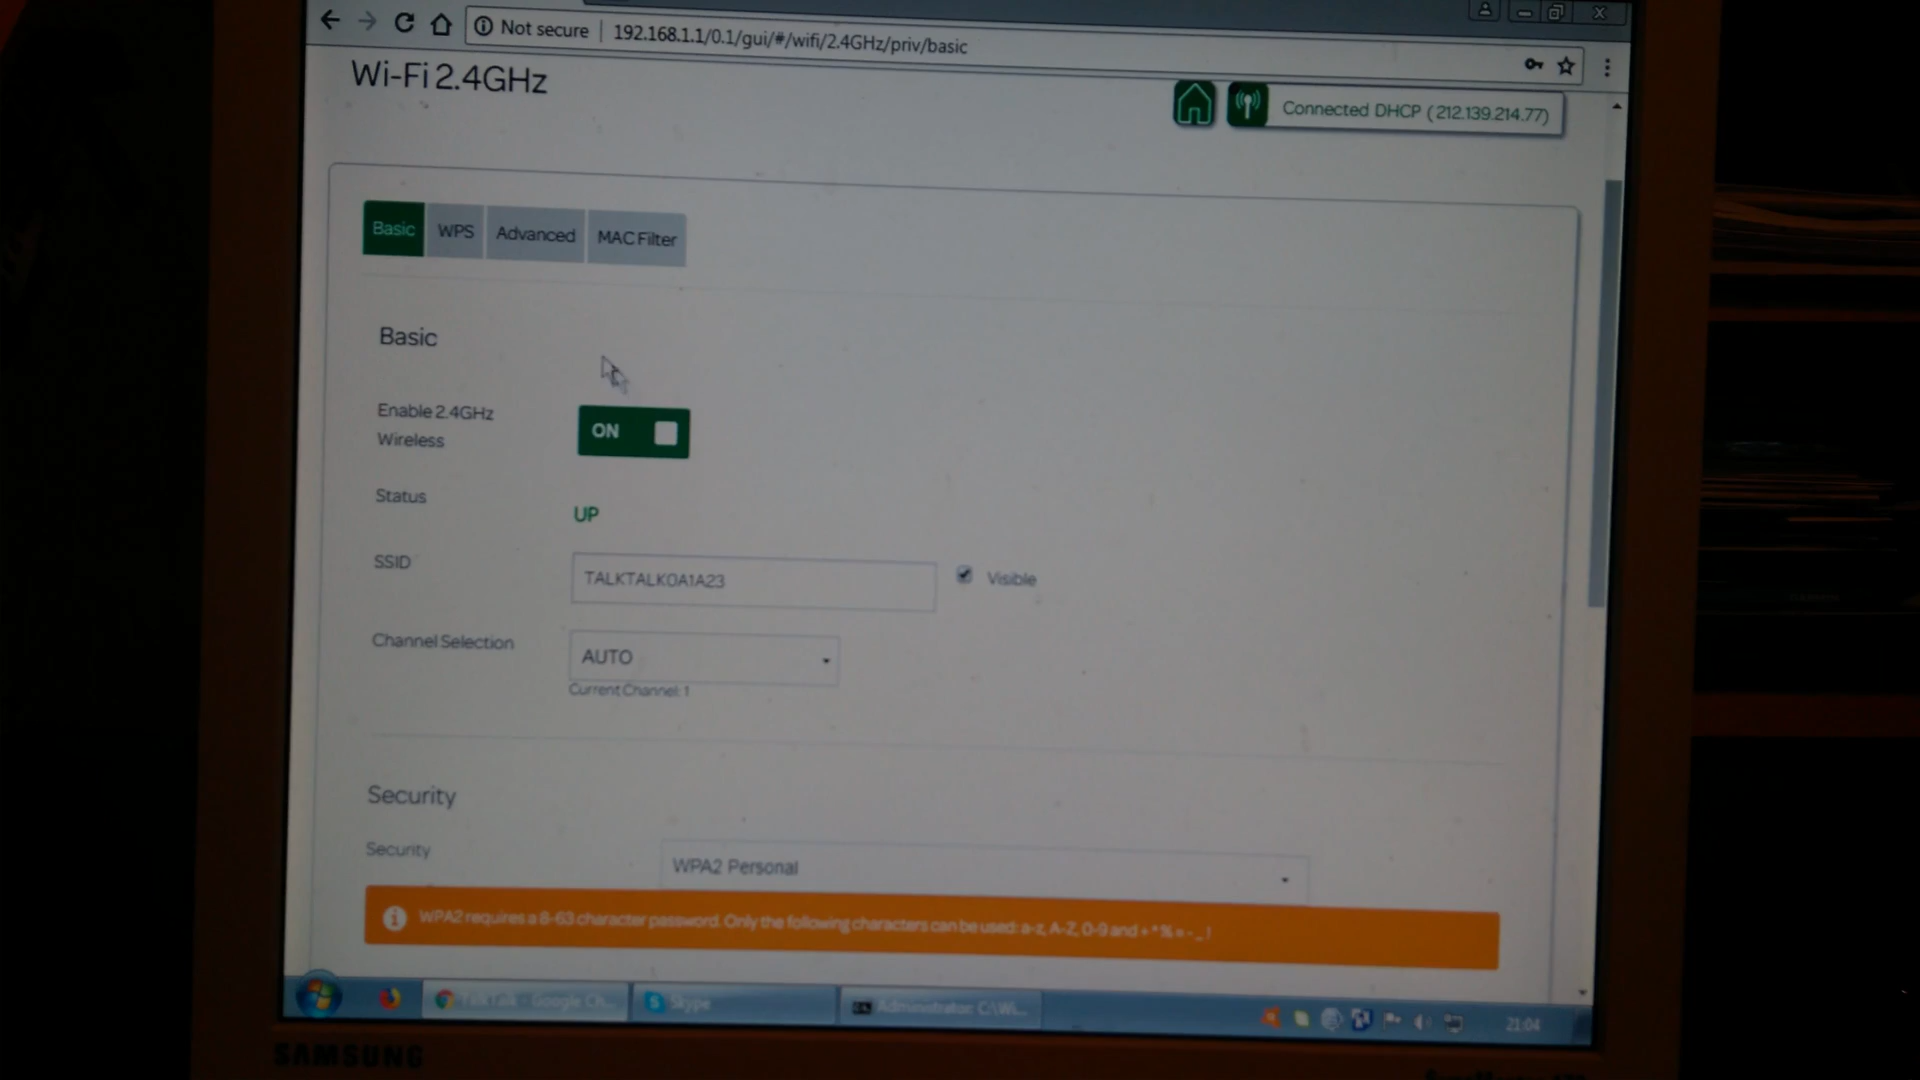 Not secure | 192.168.1.1/0.1/gui/#/wifi/2.4GHz/priv/basic
Wi-Fi 2.4GHz
Connected DHCP (212.139.214.77)
Basic WPS Advanced MAC Filter
Basic
Enable 2.4GHz
Wireless
ON
Status
UP
SSID
TALKTALK0A1A23
Visible
Channel Selection
AUTO
Current Channel: 1
Security
Security
WPA2 Personal
WPA2 requires a 8-63 character password. Only the following characters can be used: a-z, A-Z, 0-9 and + * % = - _ !
TalkTalk - Google Ch...
Skype
Administrator: C:\Wi...
21:04
SAMSUNG